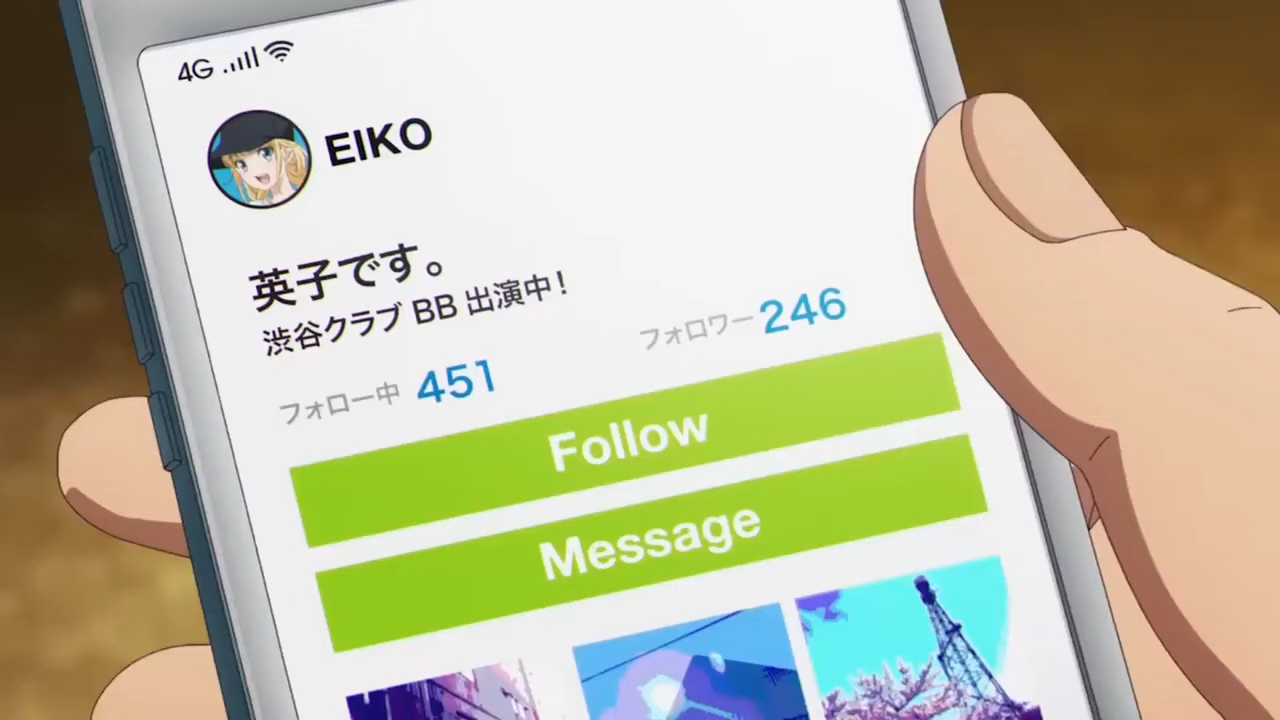 4G
EIKO
英子です。
渋谷クラブ BB 出演中!
フォロー中 451
フォロワー 246
Follow
Message